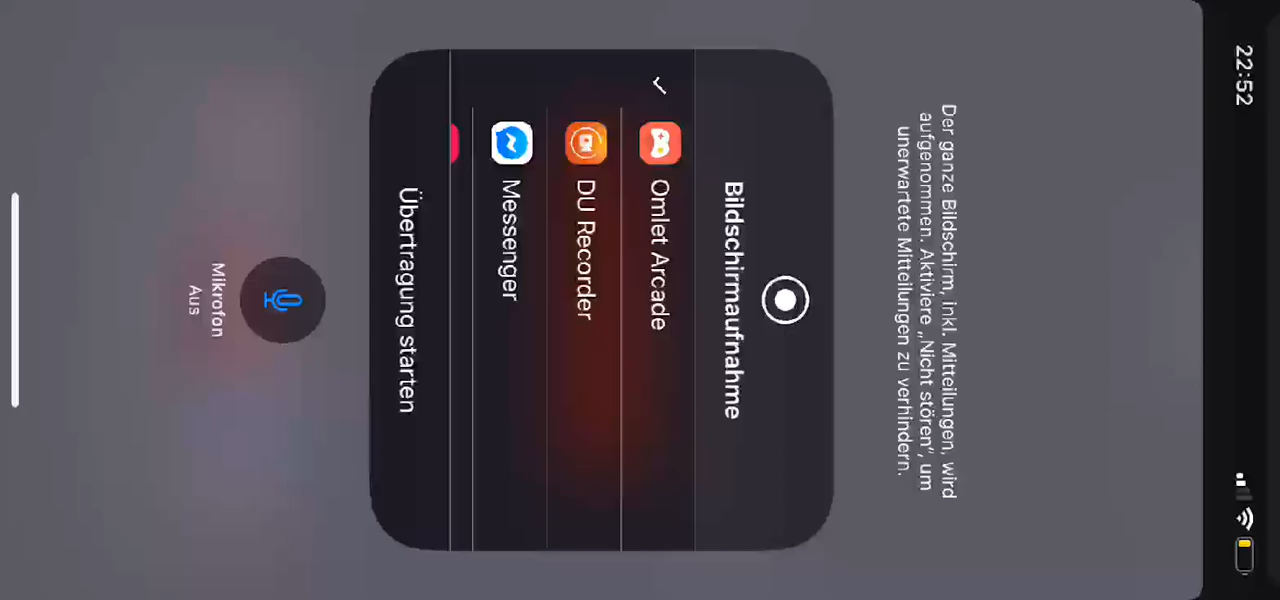 22:52
Der ganze Bildschirm, inkl. Mitteilungen, wird
aufgenommen. Aktiviere „Nicht stören“, um
unerwartete Mitteilungen zu verhindern.
Bildschirmaufnahme
Omlet Arcade
DU Recorder
Messenger
Übertragung starten
Mikrofon
Aus